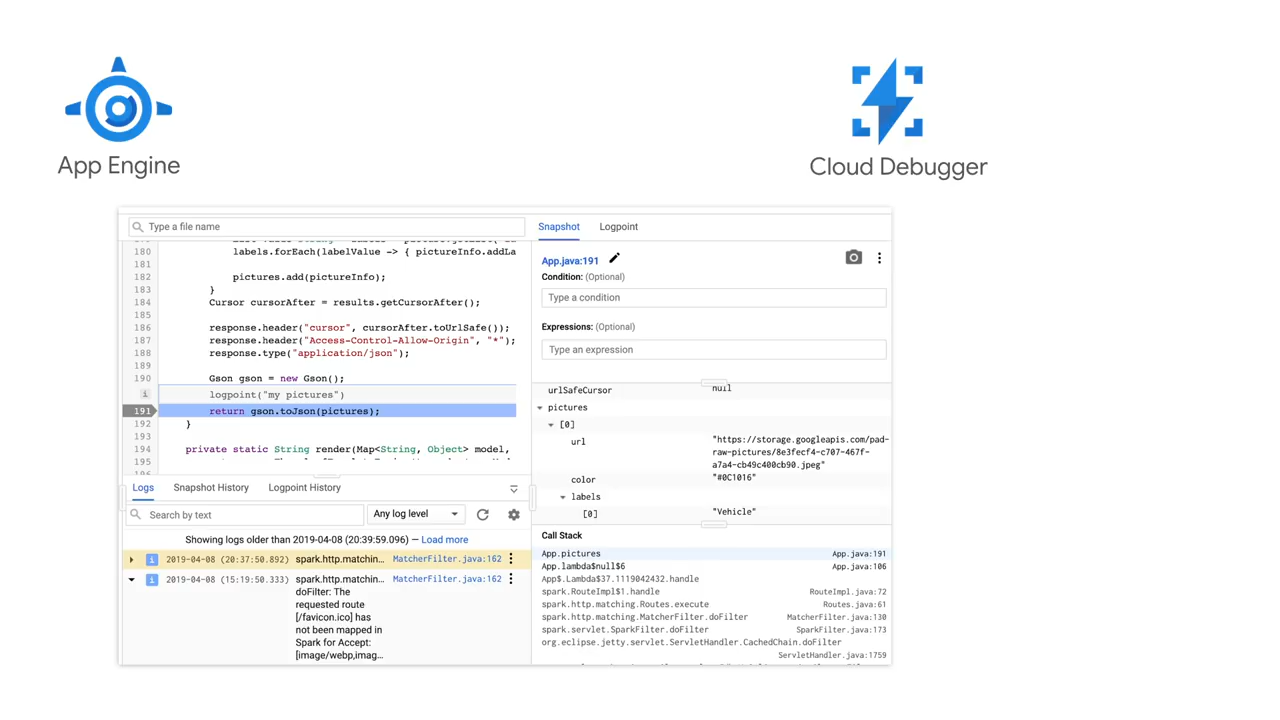 App Engine
Cloud Debugger
Type a file name
180 labels.forEach(labelValue -> { pictureInfo.addLa
181
182 pictures.add(pictureInfo);
183 }
184 Cursor cursorAfter = results.getCursorAfter();
185
186 response.header("cursor", cursorAfter.toUrlSafe());
187 response.header("Access-Control-Allow-Origin", "*");
188 response.type("application/json");
189
190 Gson gson = new Gson();
i logpoint("my pictures")
191 return gson.toJson(pictures);
192 }
193
194 private static String render(Map<String, Object> model,
195
Logs Snapshot History Logpoint History
Search by text Any log level
Showing logs older than 2019-04-08 (20:39:59.096) — Load more
i 2019-04-08 (20:37:50.892) spark.http.matchin... MatcherFilter.java:162
i 2019-04-08 (15:19:50.333) spark.http.matchin... MatcherFilter.java:162
doFilter: The
requested route
[/favicon.ico] has
not been mapped in
Spark for Accept:
[image/webp,imag...
Snapshot Logpoint
App.java:191
Condition: (Optional)
Type a condition
Expressions: (Optional)
Type an expression
urlSafeCursor null
pictures
[0]
url "https://storage.googleapis.com/pad-
raw-pictures/8e3fecf4-c707-467f-
a7a4-cb49c400cb90.jpeg"
color "#0C1016"
labels
[0] "Vehicle"
Call Stack
App.pictures App.java:191
App.lambda$null$6 App.java:106
App$.Lambda$37.1119042432.handle
spark.RouteImpl$1.handle RouteImpl.java:72
spark.http.matching.Routes.execute Routes.java:61
spark.http.matching.MatcherFilter.doFilter MatcherFilter.java:130
spark.servlet.SparkFilter.doFilter SparkFilter.java:173
org.eclipse.jetty.servlet.ServletHandler.CachedChain.doFilter
ServletHandler.java:1759